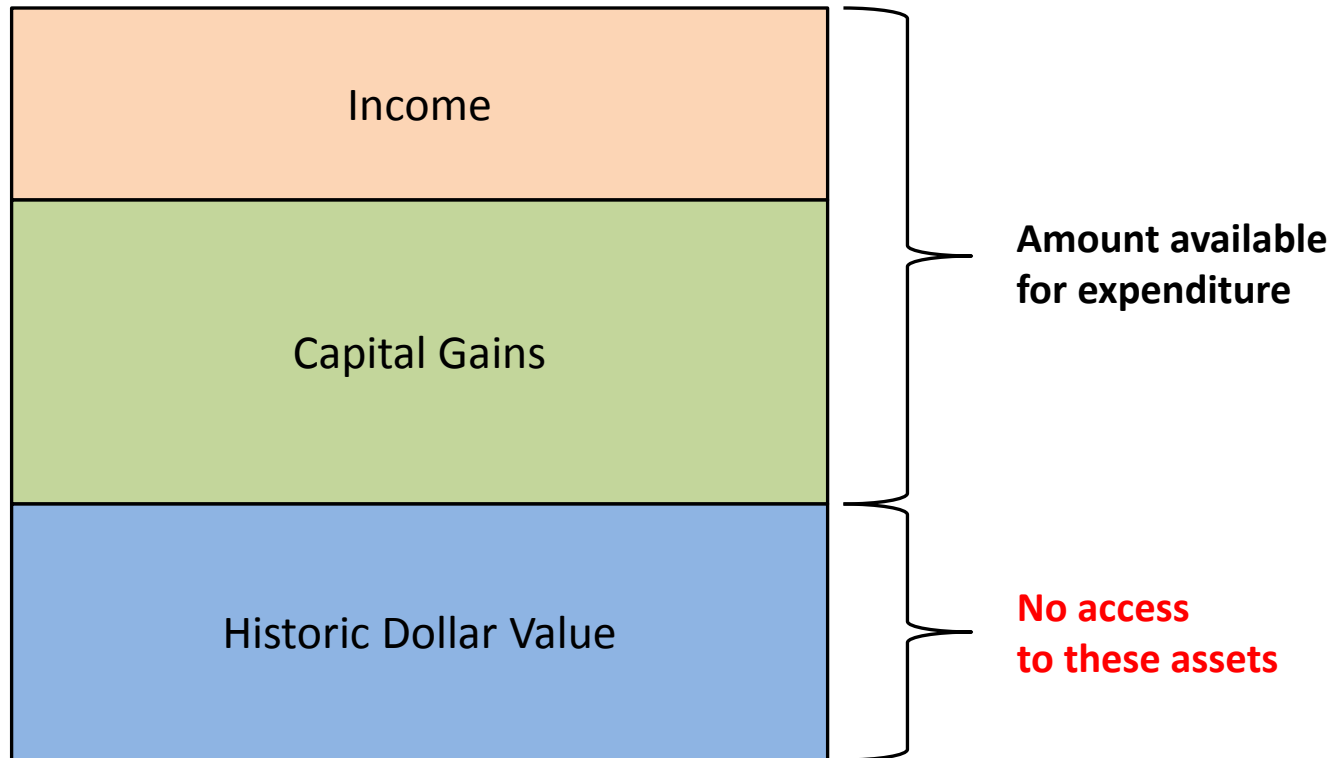 Income
Capital Gains
Amount available
for expenditure
Historic Dollar Value
No access
to these assets